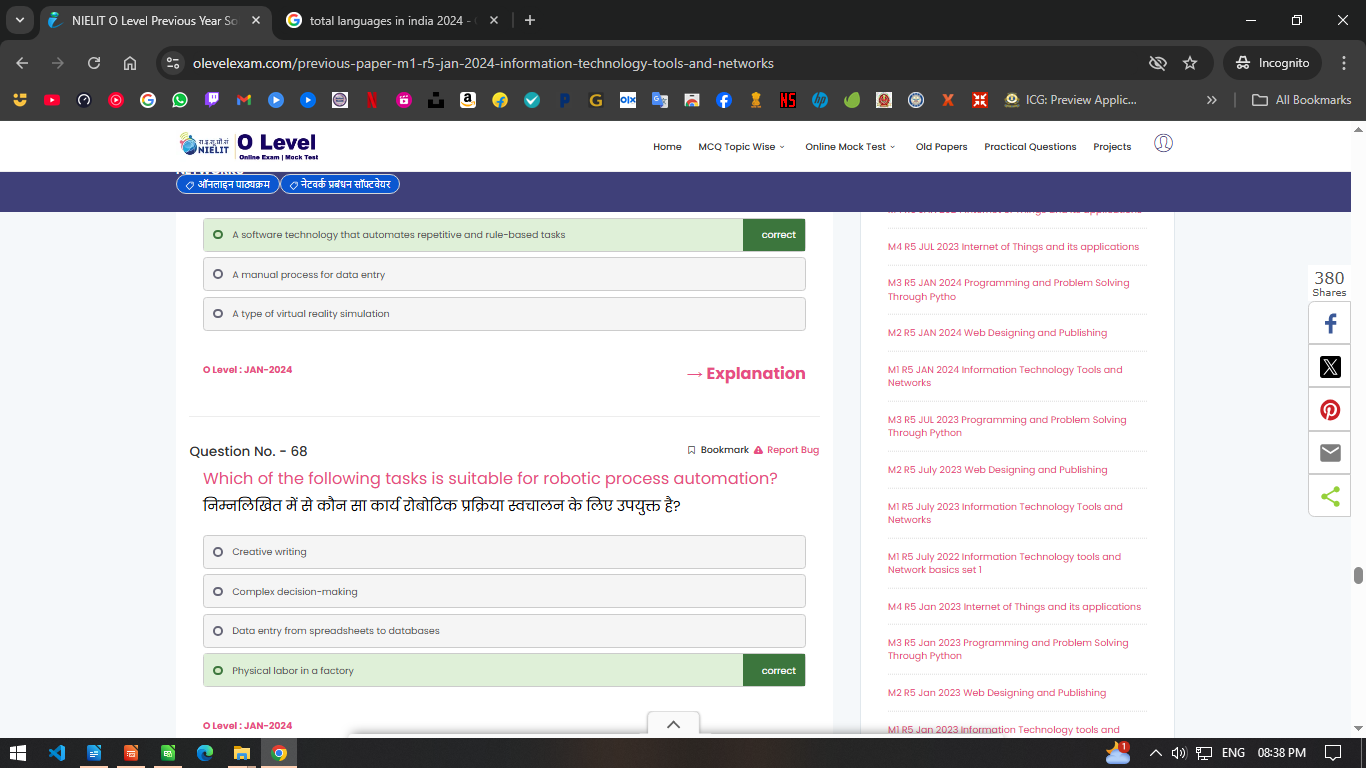 NIELIT O Level Previous Year So
total languages in india 2024 -
olevelexam.com/previous-paper-m1-r5-jan-2024-information-technology-tools-and-networks
Incognito
ICG: Preview Applic...
All Bookmarks
रा.इ.सू.प्रौ.सं
NIELIT
O Level
Online Exam | Mock Test
Home
MCQ Topic Wise
Online Mock Test
Old Papers
Practical Questions
Projects
ऑनलाइन पाठ्यक्रम
नेटवर्क प्रबंधन सॉफ्टवेयर
A software technology that automates repetitive and rule-based tasks
correct
A manual process for data entry
A type of virtual reality simulation
O Level : JAN-2024
→ Explanation
Question No. - 68
Bookmark
Report Bug
Which of the following tasks is suitable for robotic process automation?
निम्नलिखित में से कौन सा कार्य रोबोटिक प्रक्रिया स्वचालन के लिए उपयुक्त है?
Creative writing
Complex decision-making
Data entry from spreadsheets to databases
Physical labor in a factory
correct
O Level : JAN-2024
M4 R5 JUL 2023 Internet of Things and its applications
M3 R5 JAN 2024 Programming and Problem Solving
Through Pytho
M2 R5 JAN 2024 Web Designing and Publishing
M1 R5 JAN 2024 Information Technology Tools and
Networks
M3 R5 JUL 2023 Programming and Problem Solving
Through Python
M2 R5 July 2023 Web Designing and Publishing
M1 R5 July 2023 Information Technology Tools and
Networks
M1 R5 July 2022 Information Technology tools and
Network basics set 1
M4 R5 Jan 2023 Internet of Things and its applications
M3 R5 Jan 2023 Programming and Problem Solving
Through Python
M2 R5 Jan 2023 Web Designing and Publishing
M1 R5 Jan 2023 Information Technology tools and
380
Shares
1
ENG
08:38 PM